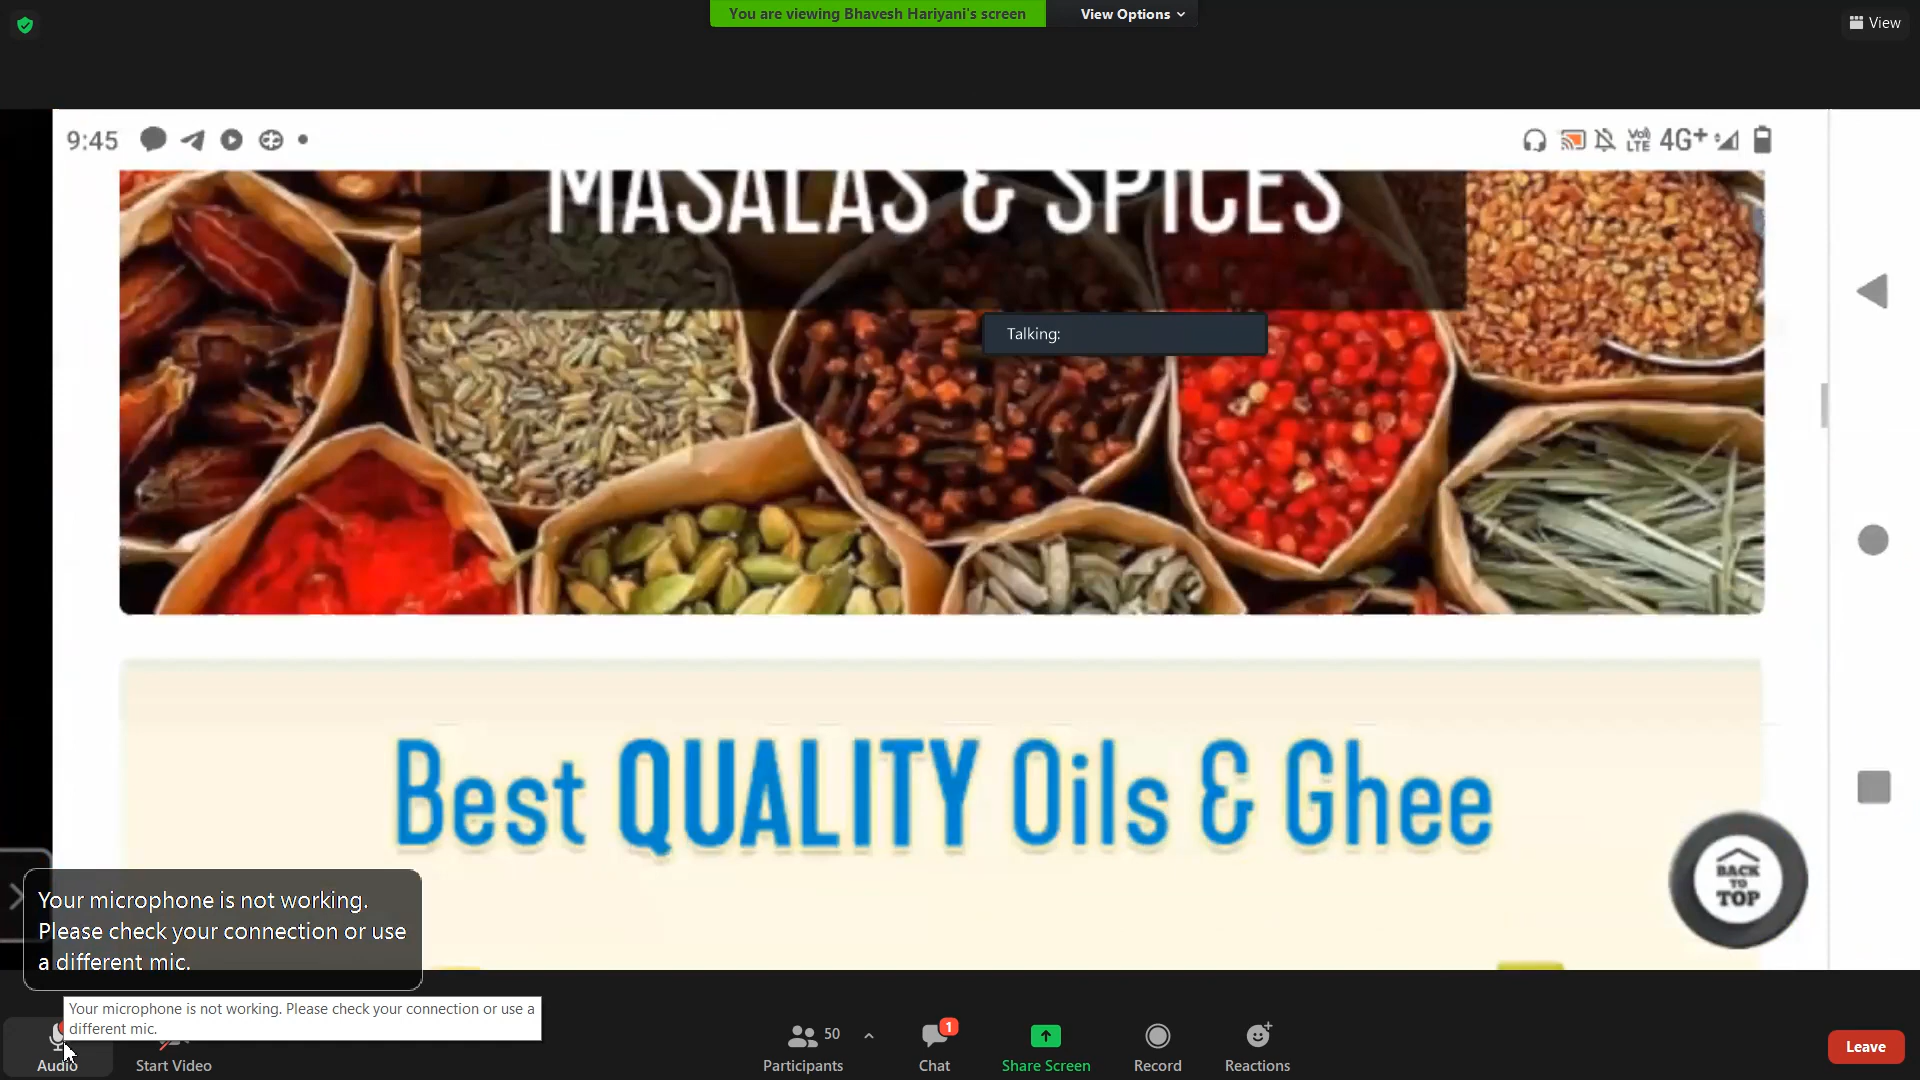 You are viewing Bhavesh Hariyani's screen
View Options
View
9:45
Vo)
LTE
4G+
MASALAS & SPICES
Talking:
Best QUALITY Oils & Ghee
BACK
TO
TOP
Your microphone is not working.
Please check your connection or use
a different mic.
Your microphone is not working. Please check your connection or use a
different mic.
Audio
Start Video
50
Participants
1
Chat
Share Screen
Record
Reactions
Leave